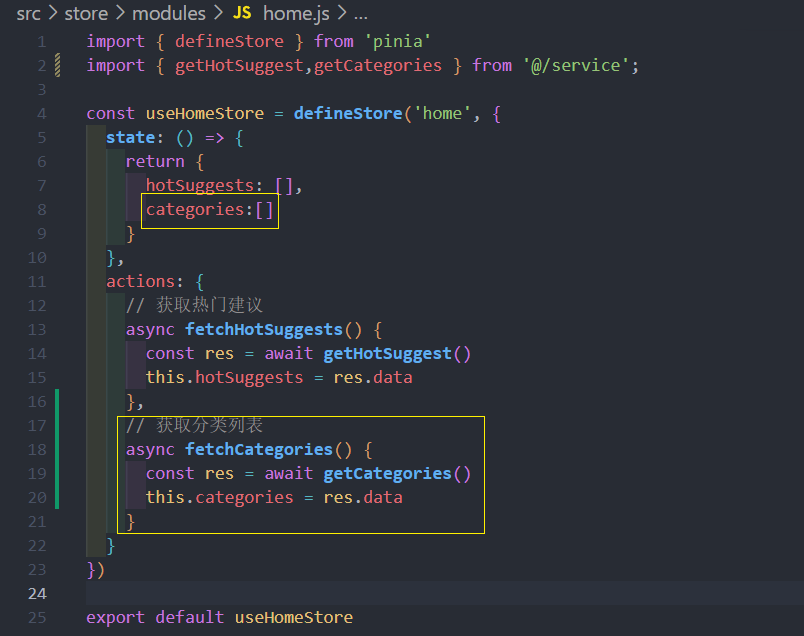 src > store > modules > JS home.js > ...
1 import { defineStore } from 'pinia'
2 import { getHotSuggest,getCategories } from '@/service';
3
4 const useHomeStore = defineStore('home', {
5   state: () => {
6     return {
7       hotSuggests: [],
8       categories:[]
9     }
10   },
11   actions: {
12     // 获取热门建议
13     async fetchHotSuggests() {
14       const res = await getHotSuggest()
15       this.hotSuggests = res.data
16     },
17     // 获取分类列表
18     async fetchCategories() {
19       const res = await getCategories()
20       this.categories = res.data
21     }
22   }
23 })
24
25 export default useHomeStore